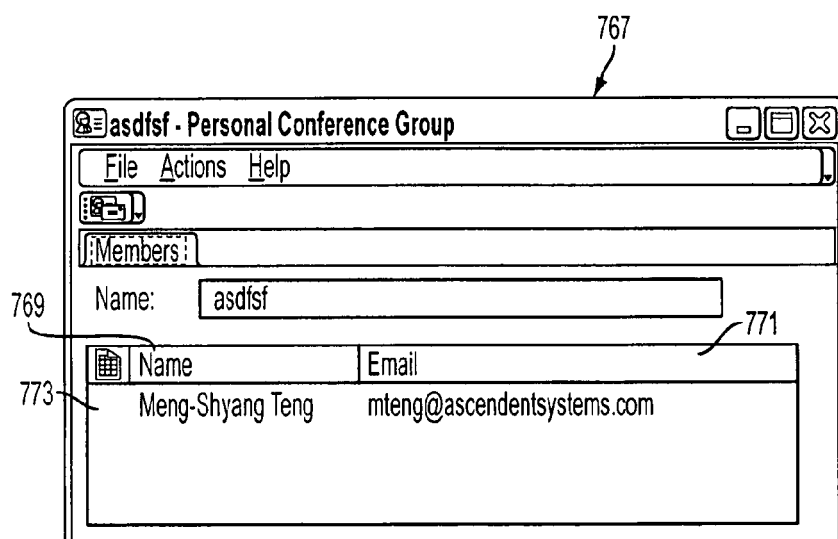 767
asdfsf - Personal Conference Group
File Actions Help
Members
Name: asdfsf
769
771
Name Email
773
Meng-Shyang Teng mteng@ascendentsystems.com